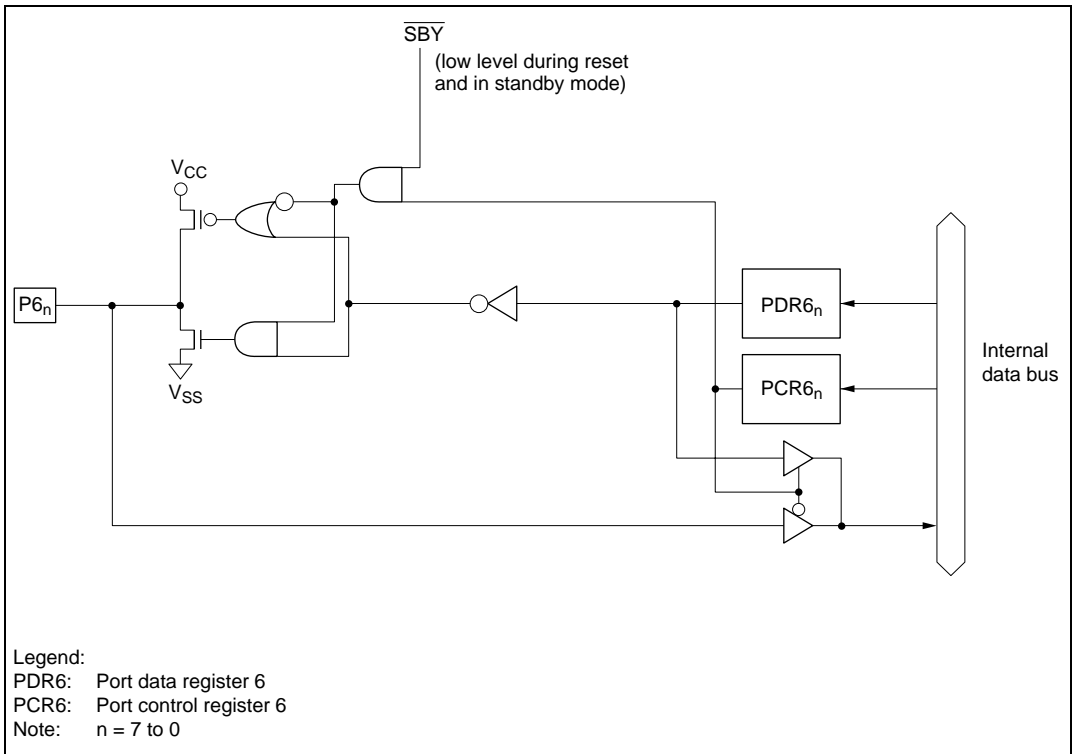 SBY
(low level during reset
and in standby mode)
VCC
P6n
VSS
PDR6n
PCR6n
Internal
data bus
Legend:
PDR6: Port data register 6
PCR6: Port control register 6
Note: n = 7 to 0